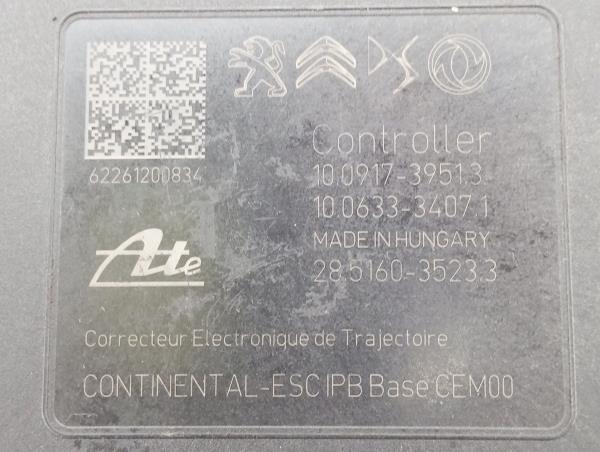 DS
Controller
62261200834
10.0917-3951.3
10.0633-3407.1
MADE IN HUNGARY
Ate
28.5160-3523.3
Correcteur Electronique de Trajectoire
CONTINENTAL-ESC IPB Base CEM00